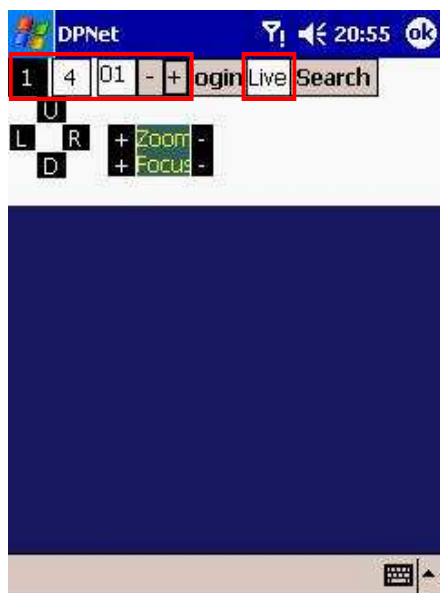 DPNet 20:55 ok
1 4 01 - + ogin Live Search
U
L R + Zoom -
D + Focus -